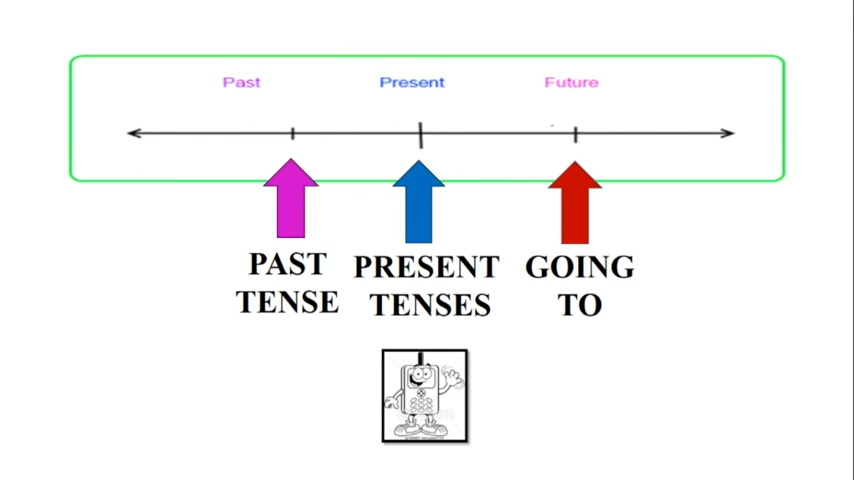 Past Present Future
PAST PRESENT GOING
TENSE TENSES TO